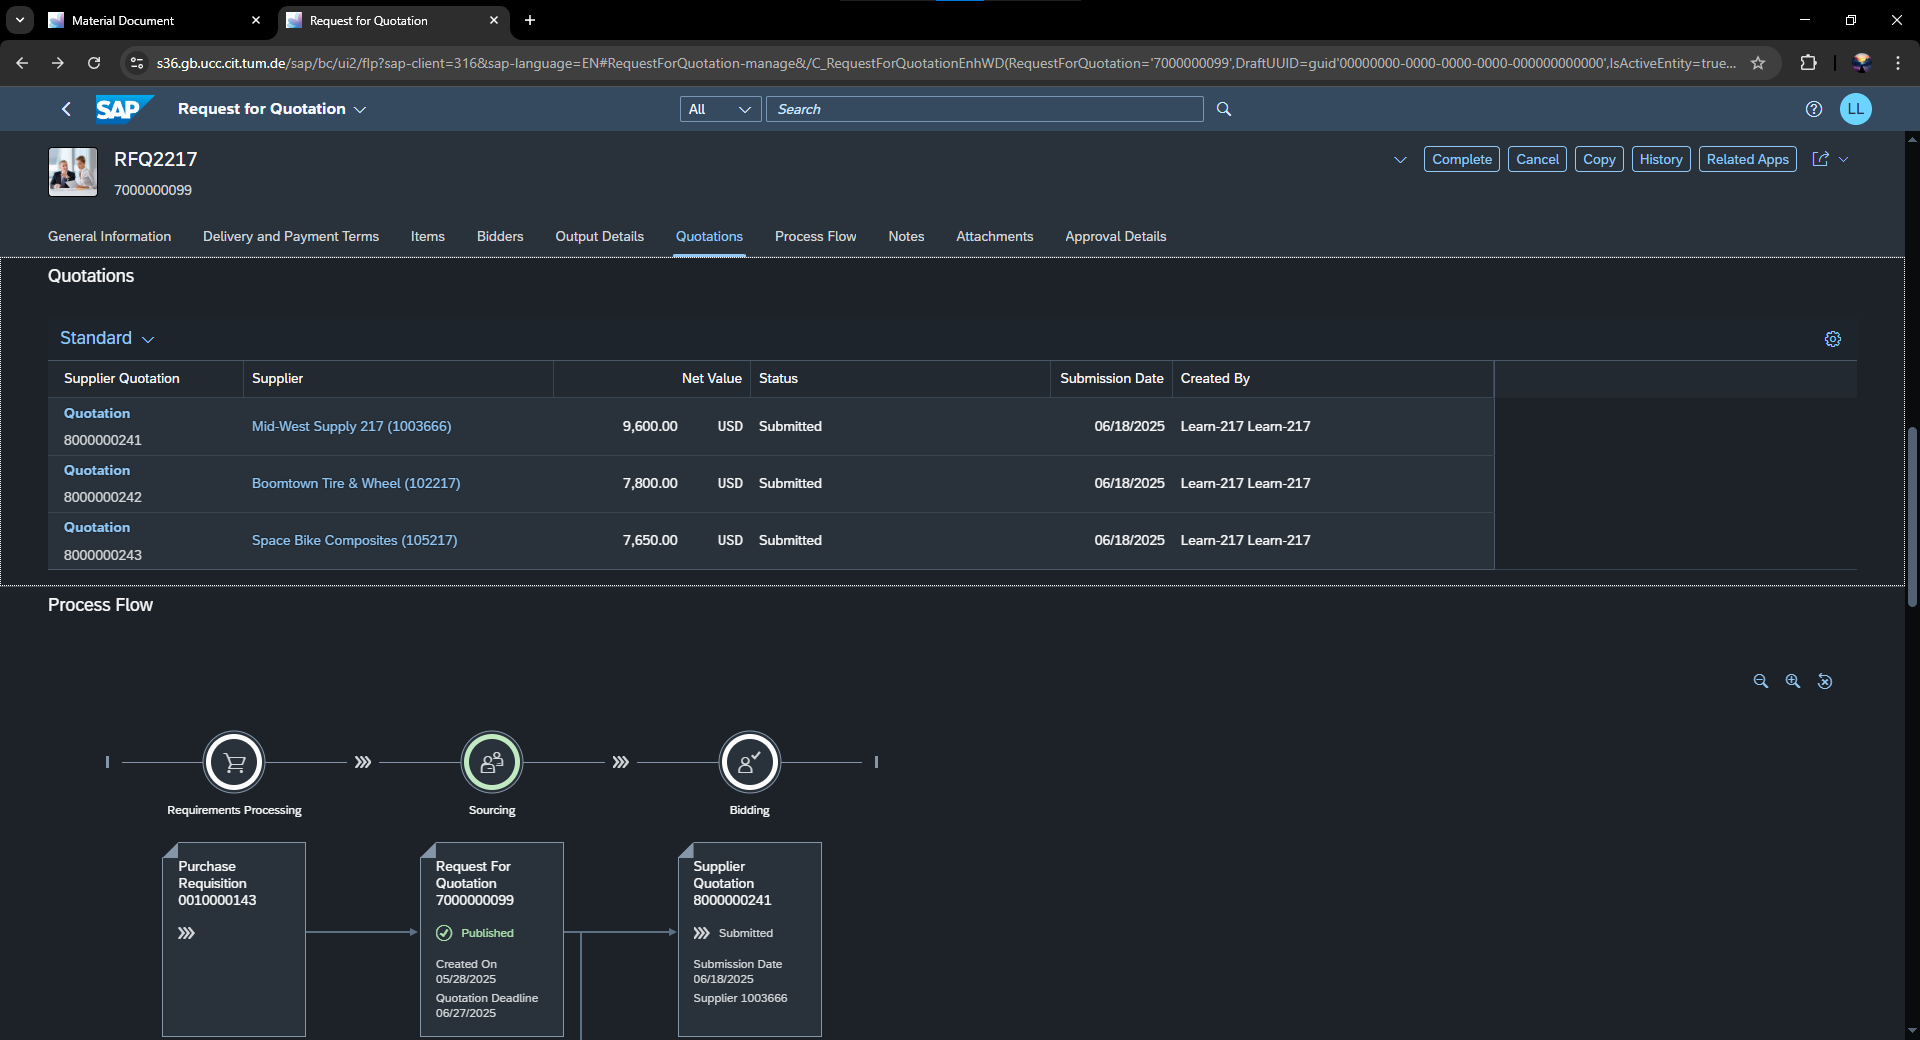 Material Document
Request for Quotation
s36.gb.ucc.cit.tum.de/sap/bc/ui2/flp?sap-client=316&sap-language=EN#RequestForQuotation-manage&/C_RequestForQuotationEnhWD(RequestForQuotation='7000000099',DraftUUID=guid'00000000-0000-0000-0000-000000000000',IsActiveEntity=true...
SAP
Request for Quotation
All
Search
LL
RFQ2217
7000000099
Complete
Cancel
Copy
History
Related Apps
General Information
Delivery and Payment Terms
Items
Bidders
Output Details
Quotations
Process Flow
Notes
Attachments
Approval Details
Quotations
Standard
Supplier Quotation Supplier Net Value Status Submission Date Created By
Quotation
8000000241
Mid-West Supply 217 (1003666) 9,600.00 USD Submitted 06/18/2025 Learn-217 Learn-217
Quotation
8000000242
Boomtown Tire & Wheel (102217) 7,800.00 USD Submitted 06/18/2025 Learn-217 Learn-217
Quotation
8000000243
Space Bike Composites (105217) 7,650.00 USD Submitted 06/18/2025 Learn-217 Learn-217
Process Flow
Requirements Processing
Sourcing
Bidding
Purchase
Requisition
0010000143
Request For
Quotation
7000000099
Published
Created On
05/28/2025
Quotation Deadline
06/27/2025
Supplier
Quotation
8000000241
Submitted
Submission Date
06/18/2025
Supplier 1003666